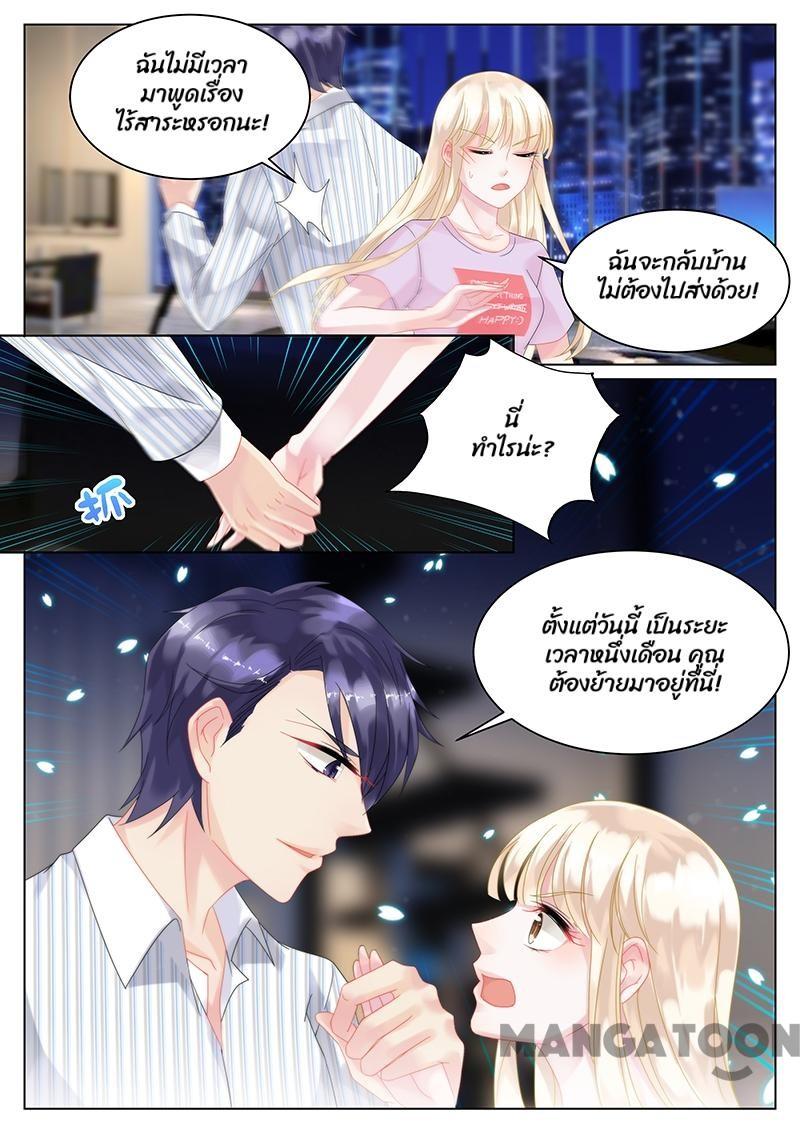 ฉันไม่มีเวลา
มาพูดเรื่อง
ไร้สาระหรอกนะ!
ฉันจะกลับบ้าน
ไม่ต้องไปส่งด้วย!
HAPPY:)
นี่
ทำไรน่ะ?
抓
ตั้งแต่วันนี้ เป็นระยะ
เวลาหนึ่งเดือน คุณ
ต้องย้ายมาอยู่ที่นี่!
MANGATOON